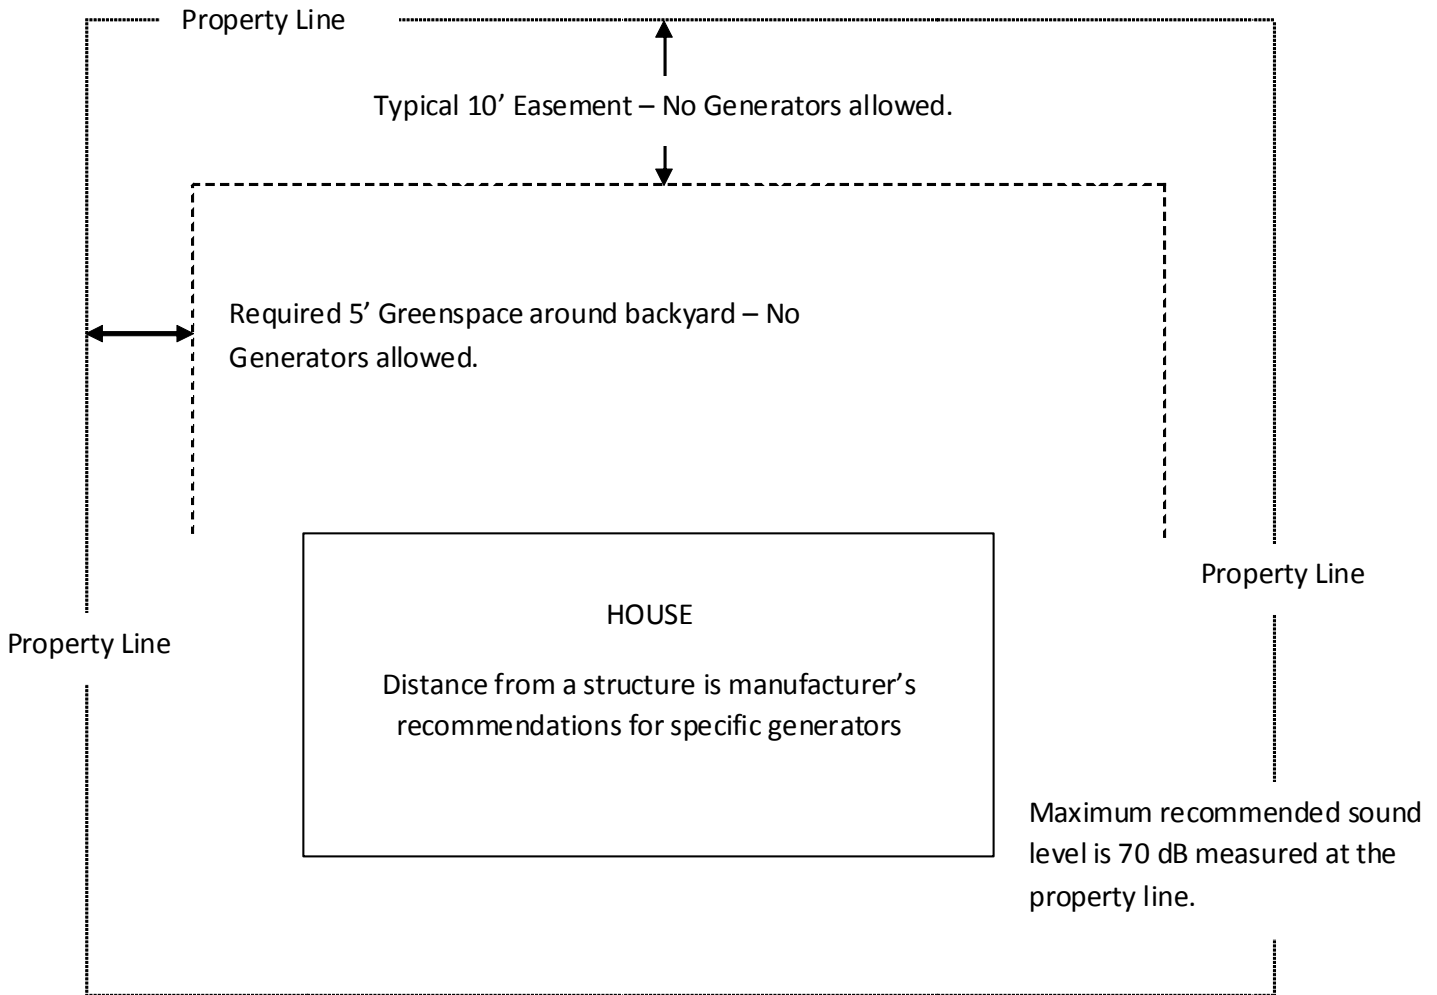 Property Line
Typical 10’ Easement – No Generators allowed.
Required 5’ Greenspace around backyard – No
Generators allowed.
Property Line
HOUSE
Property Line
Distance from a structure is manufacturer’s
recommendations for specific generators
Maximum recommended sound
level is 70 dB measured at the
property line.